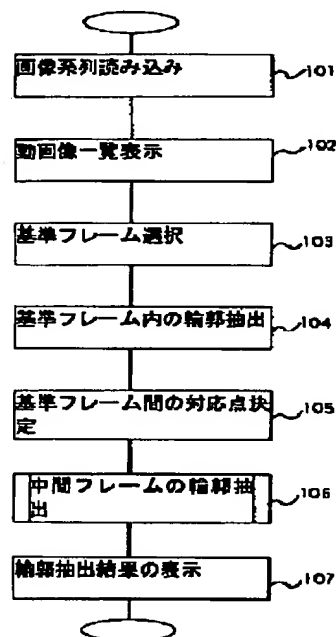 画像系列読み込み
101
動画像一覧表示
102
基準フレーム選択
103
基準フレーム内の輪郭抽出
104
基準フレーム間の対応点決
定
105
中間フレームの輪郭抽
出
106
輪郭抽出結果の表示
107